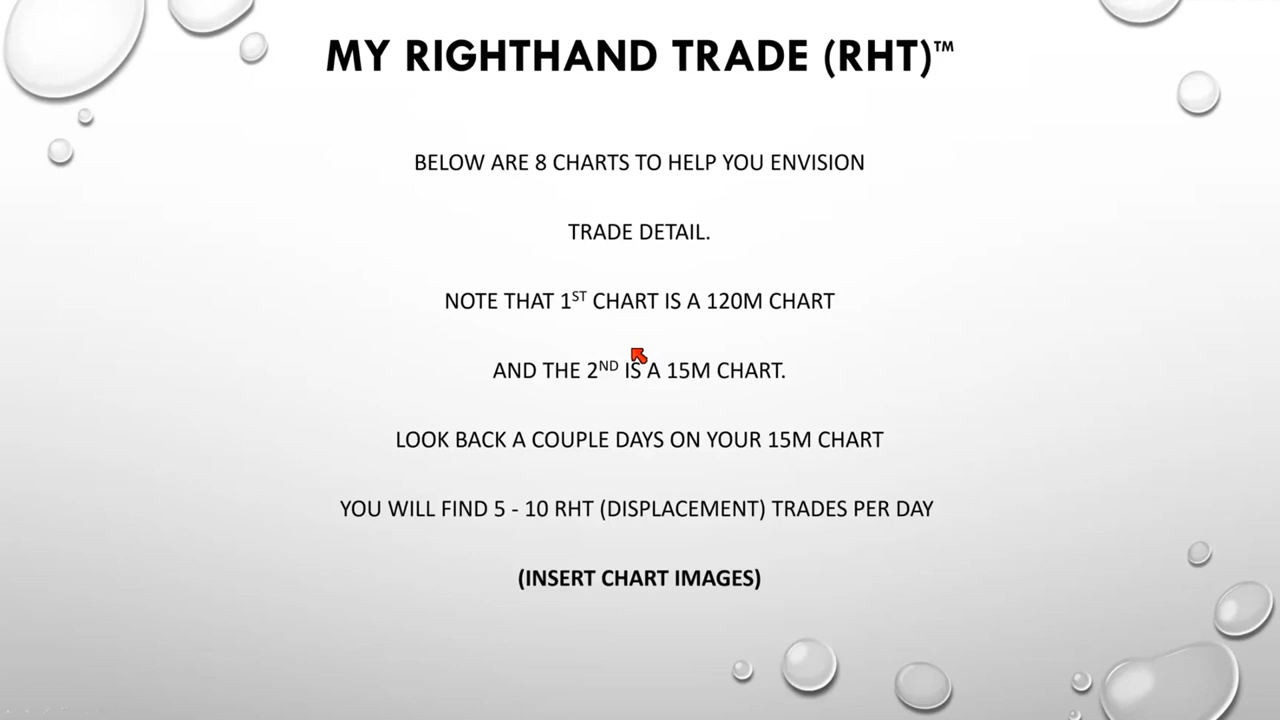 MY RIGHTHAND TRADE (RHT)™
BELOW ARE 8 CHARTS TO HELP YOU ENVISION
TRADE DETAIL.
NOTE THAT 1ST CHART IS A 120M CHART
AND THE 2ND IS A 15M CHART.
LOOK BACK A COUPLE DAYS ON YOUR 15M CHART
YOU WILL FIND 5 - 10 RHT (DISPLACEMENT) TRADES PER DAY
(INSERT CHART IMAGES)